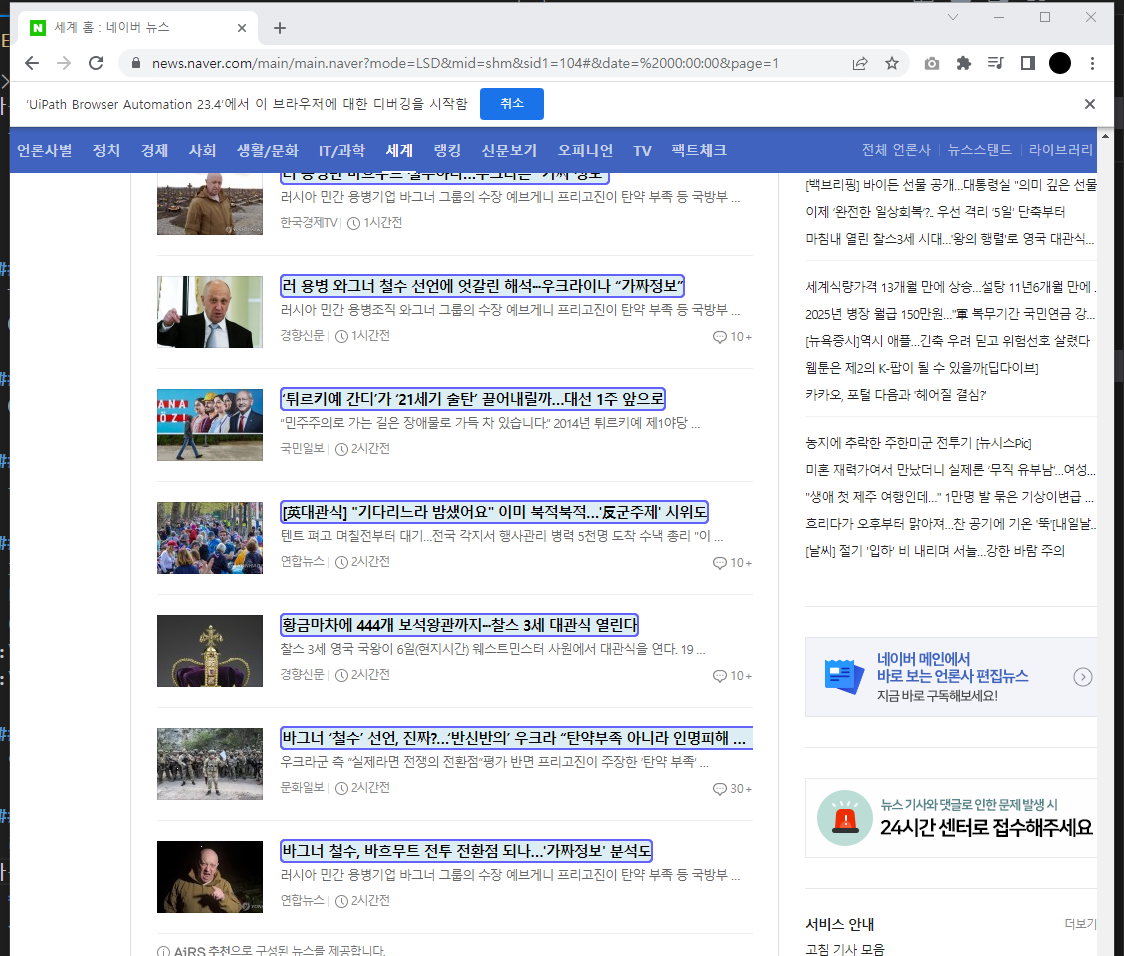 세계 홈 : 네이버 뉴스
news.naver.com/main/main.naver?mode=LSD&mid=shm&sid1=104#&date=%2000:00:00&page=1
'UiPath Browser Automation 23.4'에서 이 브라우저에 대한 디버깅을 시작함 취소
언론사별 정치 경제 사회 생활/문화 IT/과학 세계 랭킹 신문보기 오피니언 TV 팩트체크 전체 언론사 뉴스스탠드 라이브러리
러시아 민간 용병기업 바그너 그룹의 수장 예브게니 프리고진이 탄약 부족 등 국방부 ...
한국경제TV 1시간전
러 용병 와그너 철수 선언에 엇갈린 해석…우크라이나 “가짜정보”
러시아 민간 용병조직 와그너 그룹의 수장 예브게니 프리고진이 탄약 부족 등 국방부 ...
경향신문 1시간전 10+
‘튀르키예 간디’가 ‘21세기 술탄’ 끌어내릴까…대선 1주 앞으로
“민주주의로 가는 길은 장애물로 가득 차 있습니다.” 2014년 튀르키예 제1야당 ...
국민일보 2시간전
[英대관식] "기다리느라 밤샜어요" 이미 북적북적…'反군주제' 시위도
텐트 펴고 며칠전부터 대기…전국 각지서 행사관리 병력 5천명 도착 수낵 총리 "이 ...
연합뉴스 2시간전 10+
황금마차에 444개 보석왕관까지…찰스 3세 대관식 열린다
찰스 3세 영국 국왕이 6일(현지시간) 웨스트민스터 사원에서 대관식을 연다. 19 ...
경향신문 2시간전 10+
바그너 ‘철수’ 선언, 진짜?…‘반신반의’ 우크라 “탄약부족 아니라 인명피해 ...
우크라군 측 “실제라면 전쟁의 전환점”평가 반면 프리고진이 주장한 ‘탄약 부족’ ...
문화일보 2시간전 30+
바그너 철수, 바흐무트 전투 전환점 되나…'가짜정보' 분석도
러시아 민간 용병기업 바그너 그룹의 수장 예브게니 프리고진이 탄약 부족 등 국방부 ...
연합뉴스 2시간전
AiRS 추천으로 구성된 뉴스를 제공합니다.
[백브리핑] 바이든 선물 공개…대통령실 "의미 깊은 선물
이제 ‘완전한 일상회복’?.. 우선 격리 ‘5일’ 단축부터
마침내 열린 찰스3세 시대…'왕의 행렬'로 영국 대관식...
세계식량가격 13개월 만에 상승…설탕 11년6개월 만에 ..
2025년 병장 월급 150만원…"軍 복무기간 국민연금 강...
[뉴욕증시]역시 애플…긴축 우려 딛고 위험선호 살렸다
웹툰은 제2의 K-팝이 될 수 있을까[딥다이브]
카카오, 포털 다음과 '헤어질 결심?'
농지에 추락한 주한미군 전투기 [뉴시스Pic]
미혼 재력가여서 만났더니 실제론 ‘무직 유부남’…여성...
"생애 첫 제주 여행인데…" 1만명 발 묶은 기상이변급 ...
흐리다가 오후부터 맑아져…찬 공기에 기온 '뚝'[내일날...
[날씨] 절기 '입하' 비 내리며 서늘…강한 바람 주의
네이버 메인에서
바로 보는 언론사 편집뉴스
지금 바로 구독해보세요!
뉴스 기사와 댓글로 인한 문제 발생 시
24시간 센터로 접수해주세요
서비스 안내 더보기
고침 기사 모음